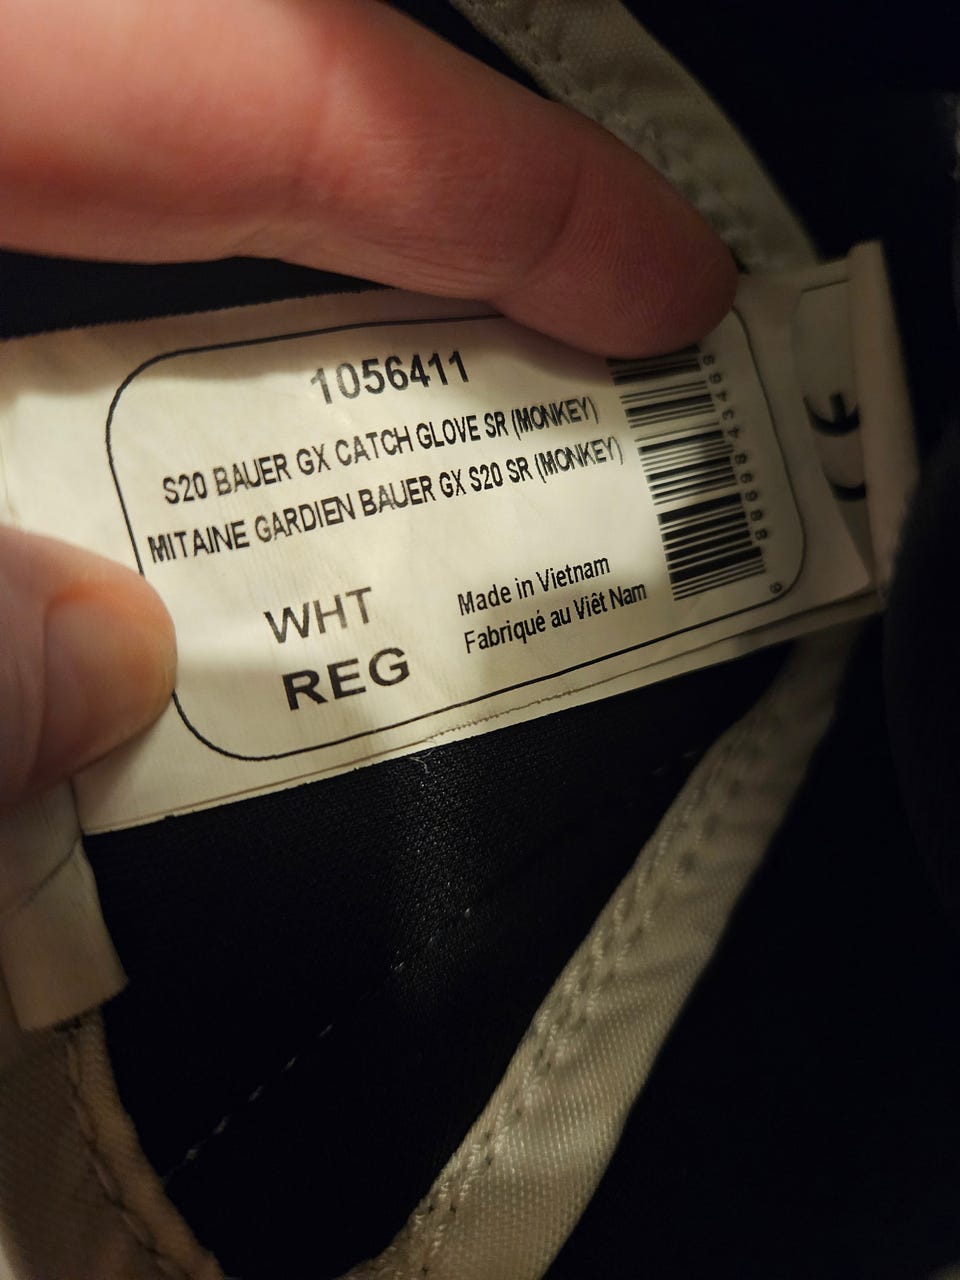 1056411
S20 BAUER GX CATCH GLOVE SR (MONKEY)
MITAINE GARDIEN BAUER GX S20 SR (MONKEY)
WHT
REG
Made in Vietnam
Fabriqué au Viêt Nam
CE